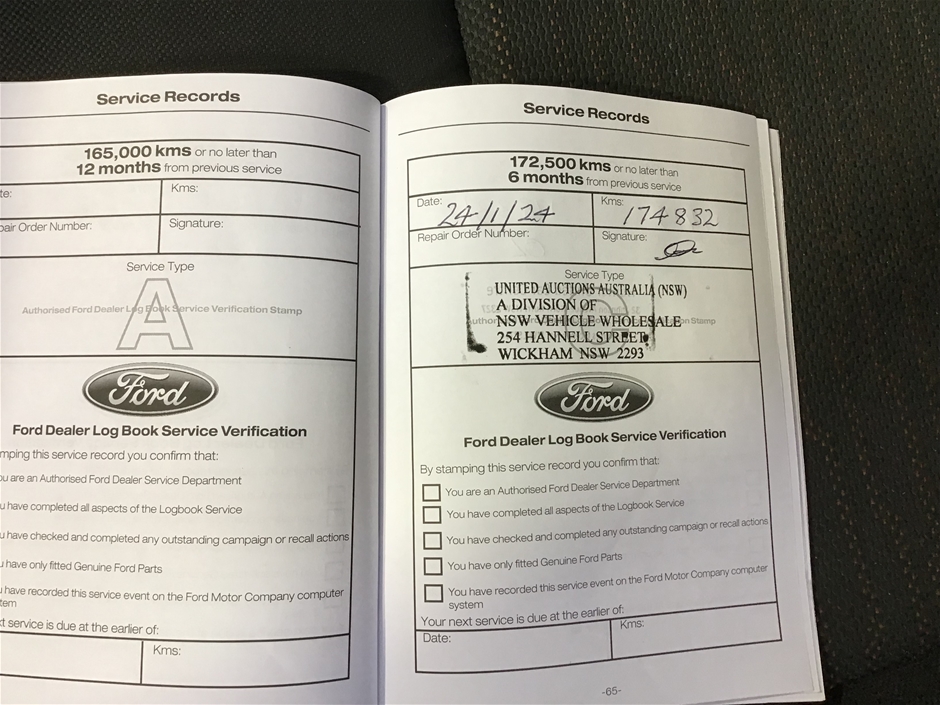 Service Records
165,000 kms or no later than
12 months from previous service
te:
Kms:
pair Order Number:
Signature:
Service Type
A
Authorised Ford Dealer Log Book Service Verification Stamp
Ford
Ford Dealer Log Book Service Verification
mping this service record you confirm that:
ou are an Authorised Ford Dealer Service Department
u have completed all aspects of the Logbook Service
u have checked and completed any outstanding campaign or recall actions
u have only fitted Genuine Ford Parts
u have recorded this service event on the Ford Motor Company computer
tem
xt service is due at the earlier of:
Kms:
Service Records
172,500 kms or no later than
6 months from previous service
Date: 24/1/24
Kms: 174832
Repair Order Number:
Signature:
Service Type
UNITED AUCTIONS AUSTRALIA (NSW)
A DIVISION OF
NSW VEHICLE WHOLESALE
254 HANNELL STREET,
WICKHAM NSW 2293
Ford
Ford Dealer Log Book Service Verification
By stamping this service record you confirm that:
You are an Authorised Ford Dealer Service Department
You have completed all aspects of the Logbook Service
You have checked and completed any outstanding campaign or recall actions
You have only fitted Genuine Ford Parts
You have recorded this service event on the Ford Motor Company computer
system
Your next service is due at the earlier of:
Date:
Kms:
-65-